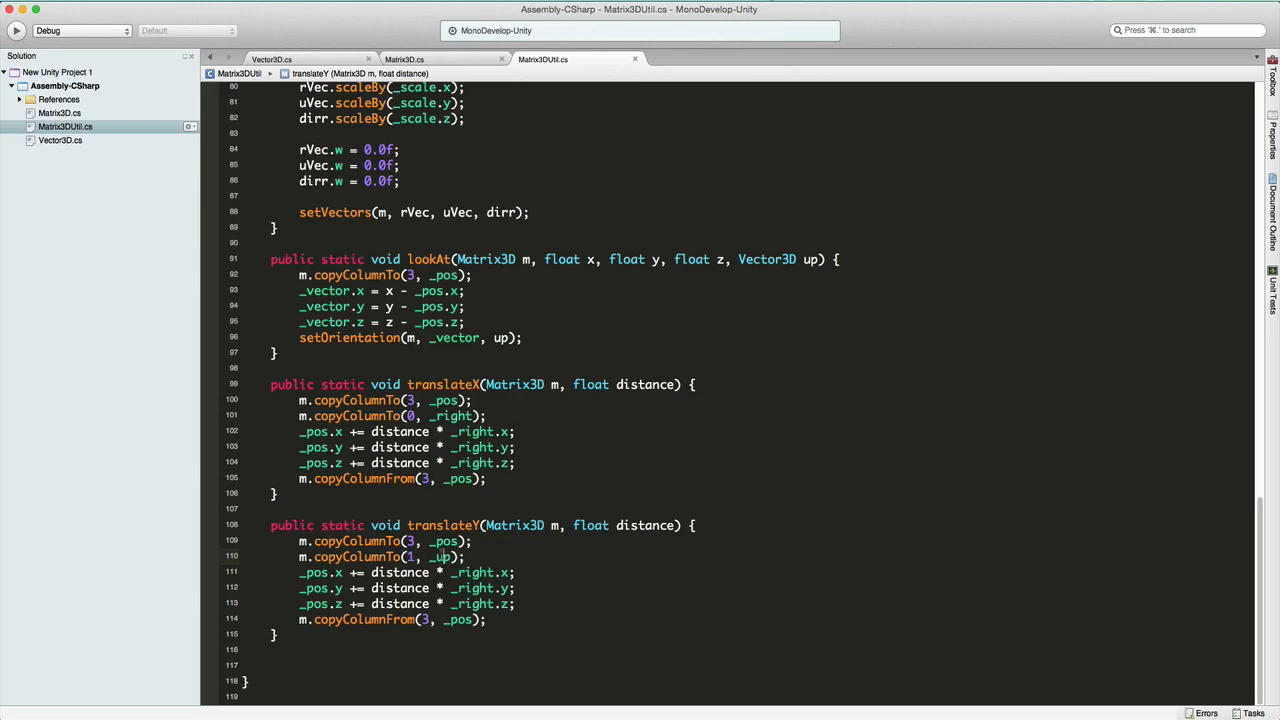 Assembly-CSharp - Matrix3DUtil.cs - MonoDevelop-Unity
Debug
Default
MonoDevelop-Unity
Press '⌘.' to search
Solution
Vector3D.cs
Matrix3D.cs
Matrix3DUtil.cs
New Unity Project 1
Assembly-CSharp
References
Matrix3D.cs
Matrix3DUtil.cs
Vector3D.cs
Matrix3DUtil
translateY (Matrix3D m, float distance)
80 rVec.scaleBy(_scale.x);
81 uVec.scaleBy(_scale.y);
82 dirr.scaleBy(_scale.z);
83
84 rVec.w = 0.0f;
85 uVec.w = 0.0f;
86 dirr.w = 0.0f;
87
88 setVectors(m, rVec, uVec, dirr);
89 }
90
91 public static void lookAt(Matrix3D m, float x, float y, float z, Vector3D up) {
92 m.copyColumnTo(3, _pos);
93 _vector.x = x - _pos.x;
94 _vector.y = y - _pos.y;
95 _vector.z = z - _pos.z;
96 setOrientation(m, _vector, up);
97 }
98
99 public static void translateX(Matrix3D m, float distance) {
100 m.copyColumnTo(3, _pos);
101 m.copyColumnTo(0, _right);
102 _pos.x += distance * _right.x;
103 _pos.y += distance * _right.y;
104 _pos.z += distance * _right.z;
105 m.copyColumnFrom(3, _pos);
106 }
107
108 public static void translateY(Matrix3D m, float distance) {
109 m.copyColumnTo(3, _pos);
110 m.copyColumnTo(1, _up);
111 _pos.x += distance * _right.x;
112 _pos.y += distance * _right.y;
113 _pos.z += distance * _right.z;
114 m.copyColumnFrom(3, _pos);
115 }
116
117
118 }
119
Toolbox
Properties
Document Outline
Unit Tests
Errors
Tasks